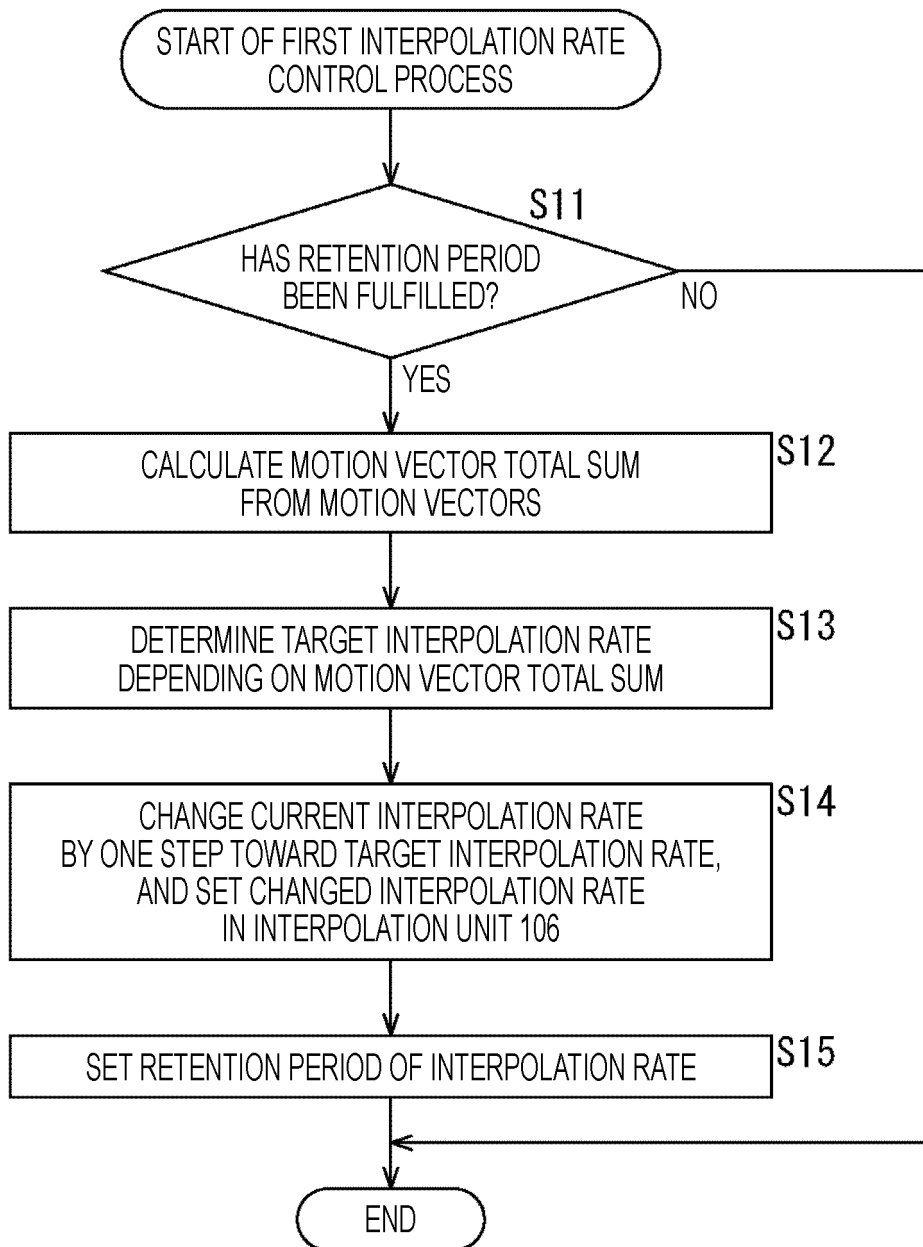 START OF FIRST INTERPOLATION RATE
CONTROL PROCESS
S11
HAS RETENTION PERIOD
BEEN FULFILLED?
NO
YES
S12
CALCULATE MOTION VECTOR TOTAL SUM
FROM MOTION VECTORS
S13
DETERMINE TARGET INTERPOLATION RATE
DEPENDING ON MOTION VECTOR TOTAL SUM
S14
CHANGE CURRENT INTERPOLATION RATE
BY ONE STEP TOWARD TARGET INTERPOLATION RATE,
AND SET CHANGED INTERPOLATION RATE
IN INTERPOLATION UNIT 106
S15
SET RETENTION PERIOD OF INTERPOLATION RATE
END